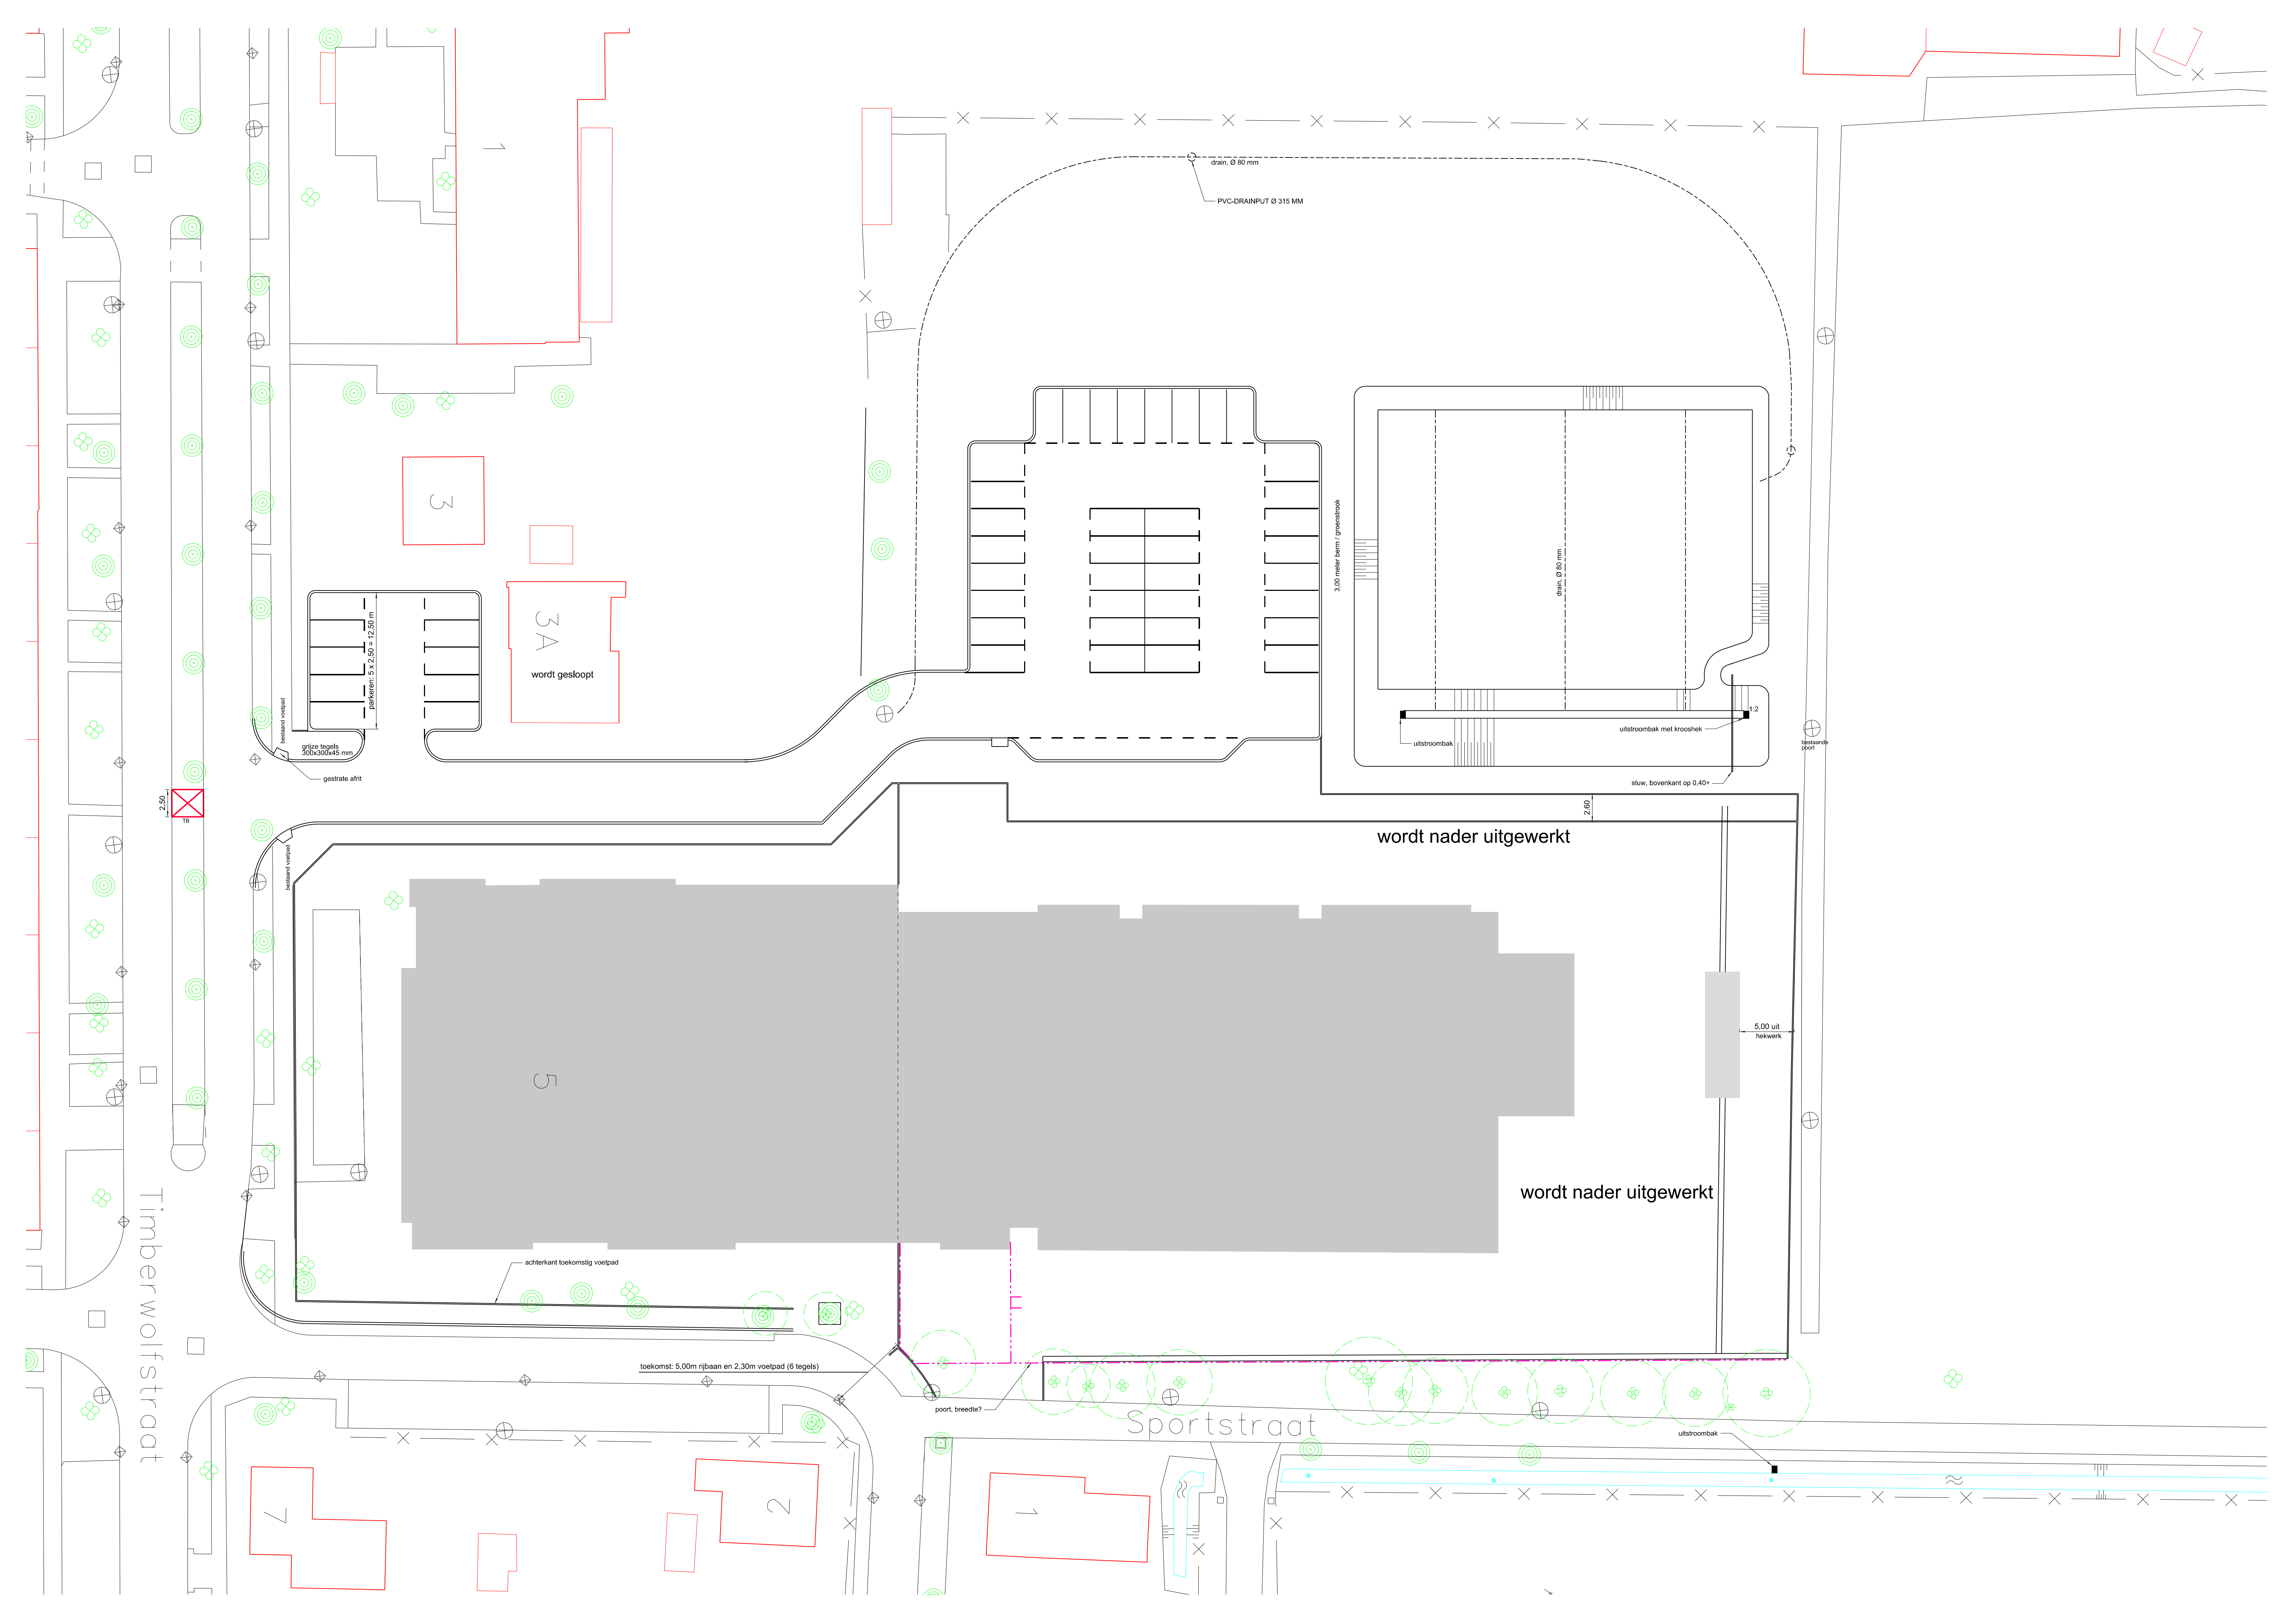 1
drain, Ø 80 mm
PVC-DRAINPUT Ø 315 MM
3
3,00 meter berm / groenstrook
drain, Ø 80 mm
3A
wordt gesloopt
parkeren: 5 x 2,50 = 12,50 m
bestaand voetpad
grijze tegels
300x300x45 mm
gestrate afrit
1:2
uitstroombak met krooshek
uitstroombak
bestaande
poort
stuw, bovenkant op 0,40+
2.50
TB
2.60
wordt nader uitgewerkt
bestaand voetpad
5,00 uit
hekwerk
5
wordt nader uitgewerkt
Timberwolfstraat
achterkant toekomstig voetpad
toekomst: 5,00m rijbaan en 2,30m voetpad (6 tegels)
poort, breedte?
Sportstraat
uitstroombak
7
2
1